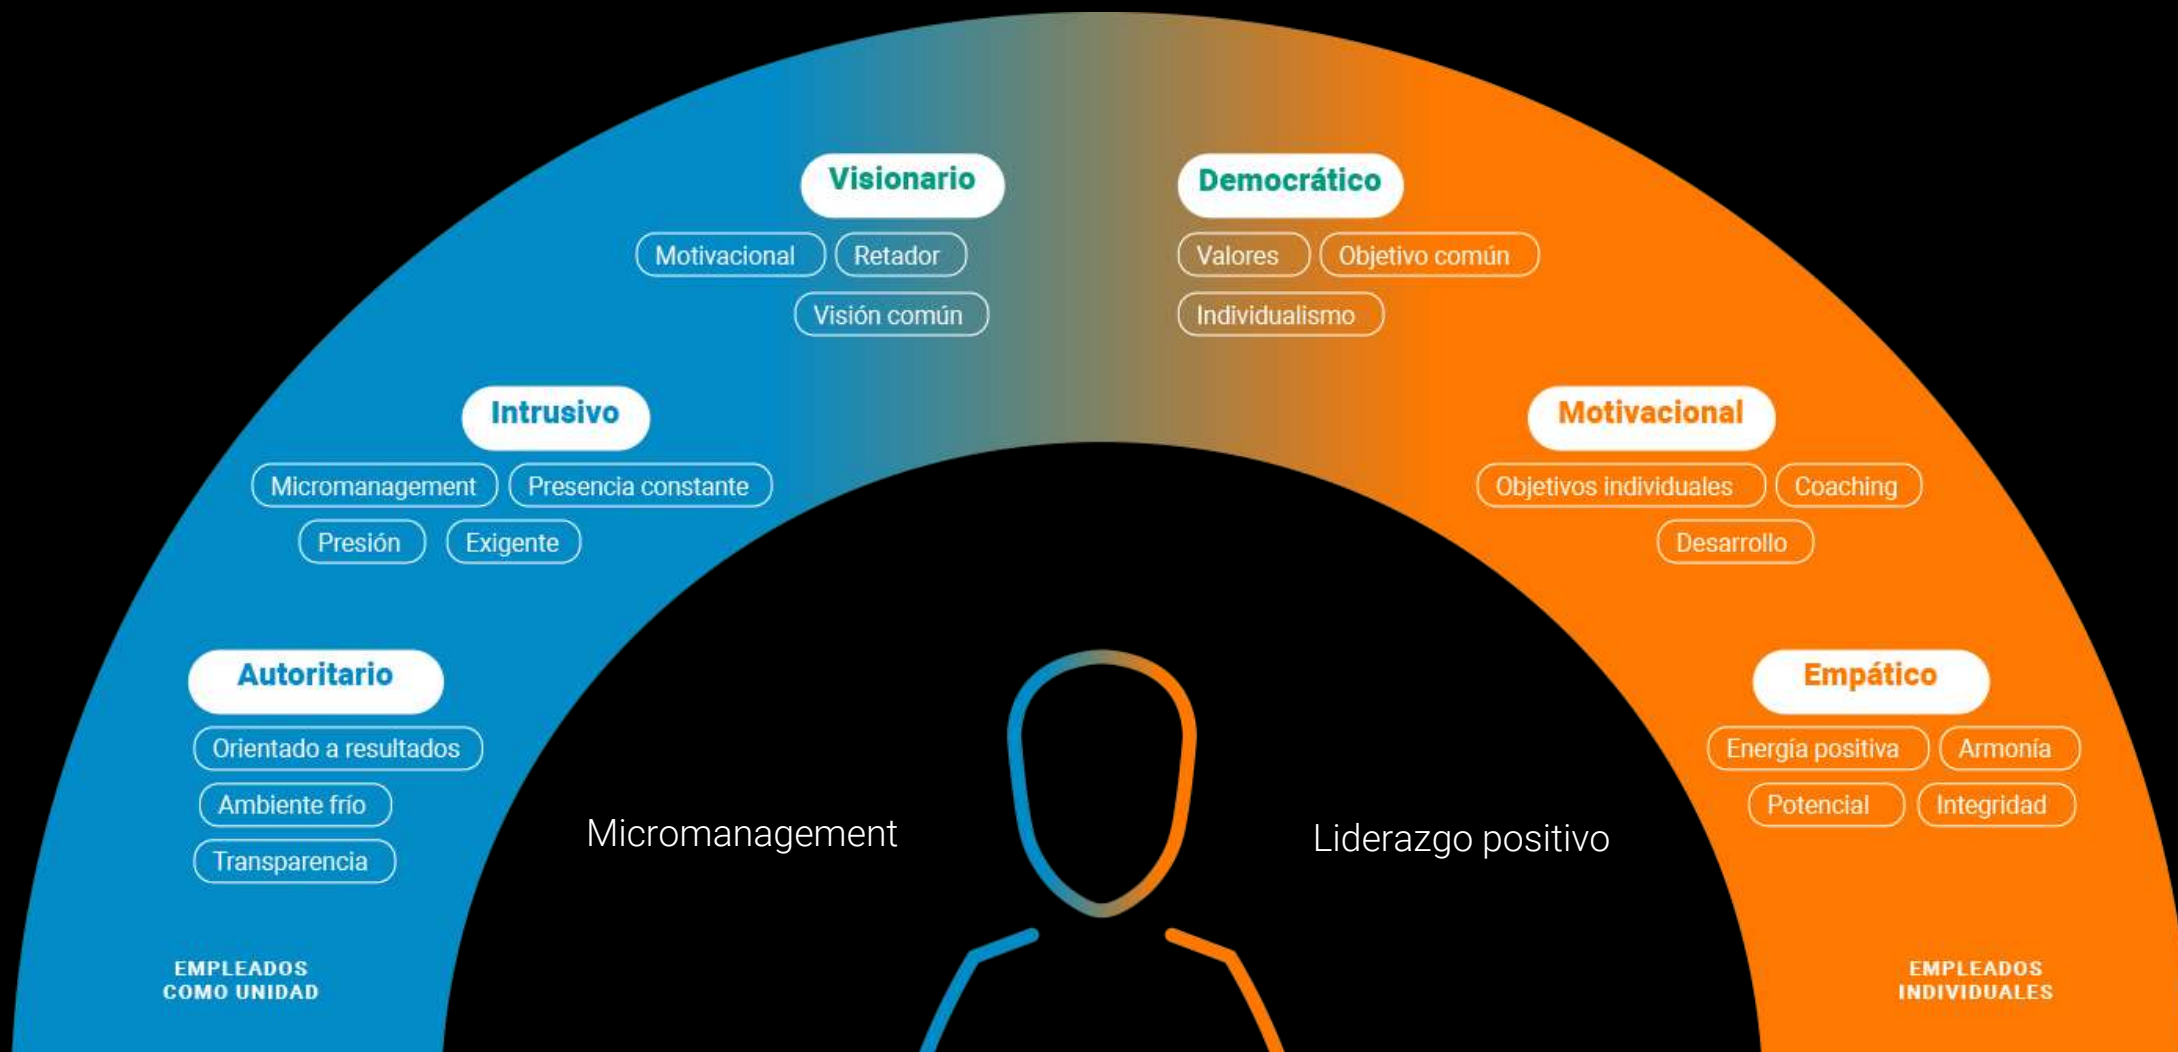 Visionario
Motivacional
Retador
Visión común
Democrático
Valores
Objetivo común
Individualismo
Intrusivo
Micromanagement
Presencia constante
Presión
Exigente
Motivacional
Objetivos individuales
Coaching
Desarrollo
Autoritario
Orientado a resultados
Ambiente frío
Transparencia
Empático
Energía positiva
Armonía
Potencial
Integridad
Micromanagement
Liderazgo positivo
EMPLEADOS
COMO UNIDAD
EMPLEADOS
INDIVIDUALES